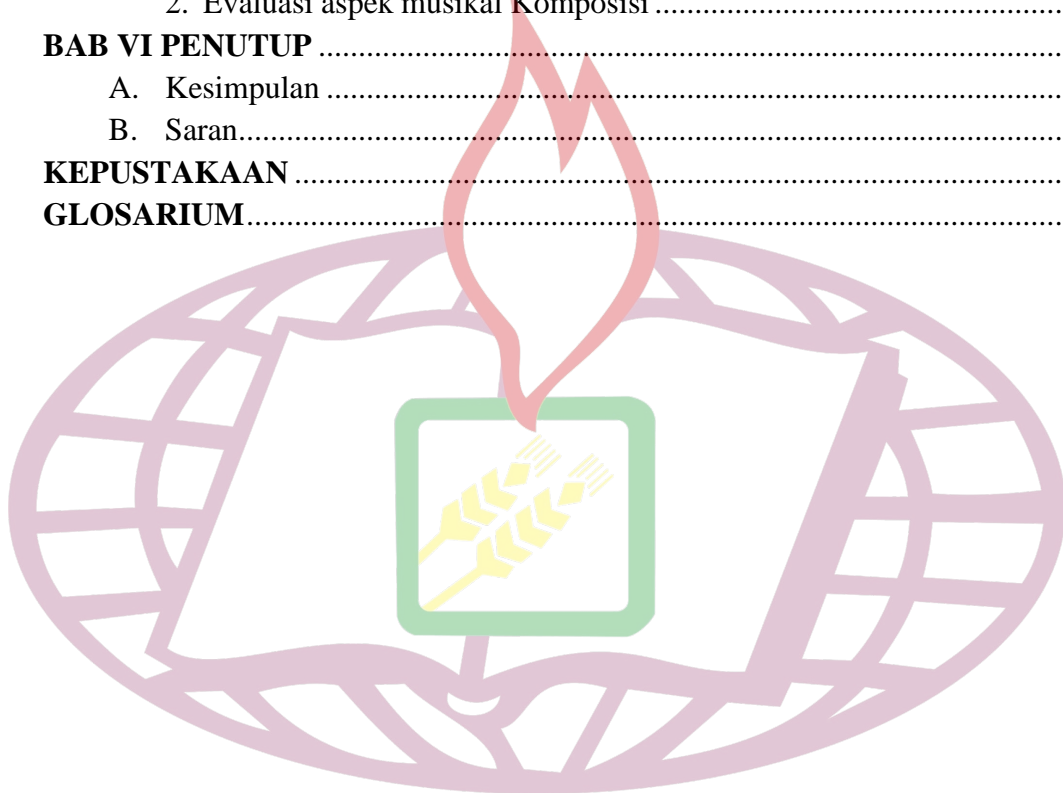 2. Evaluasi aspek musikal Komposisi ........................................................
BAB VI PENUTUP ..............................................................................................
A. Kesimpulan ..............................................................................................
B. Saran..........................................................................................................
KEPUSTAKAAN ................................................................................................
GLOSARIUM.......................................................................................................